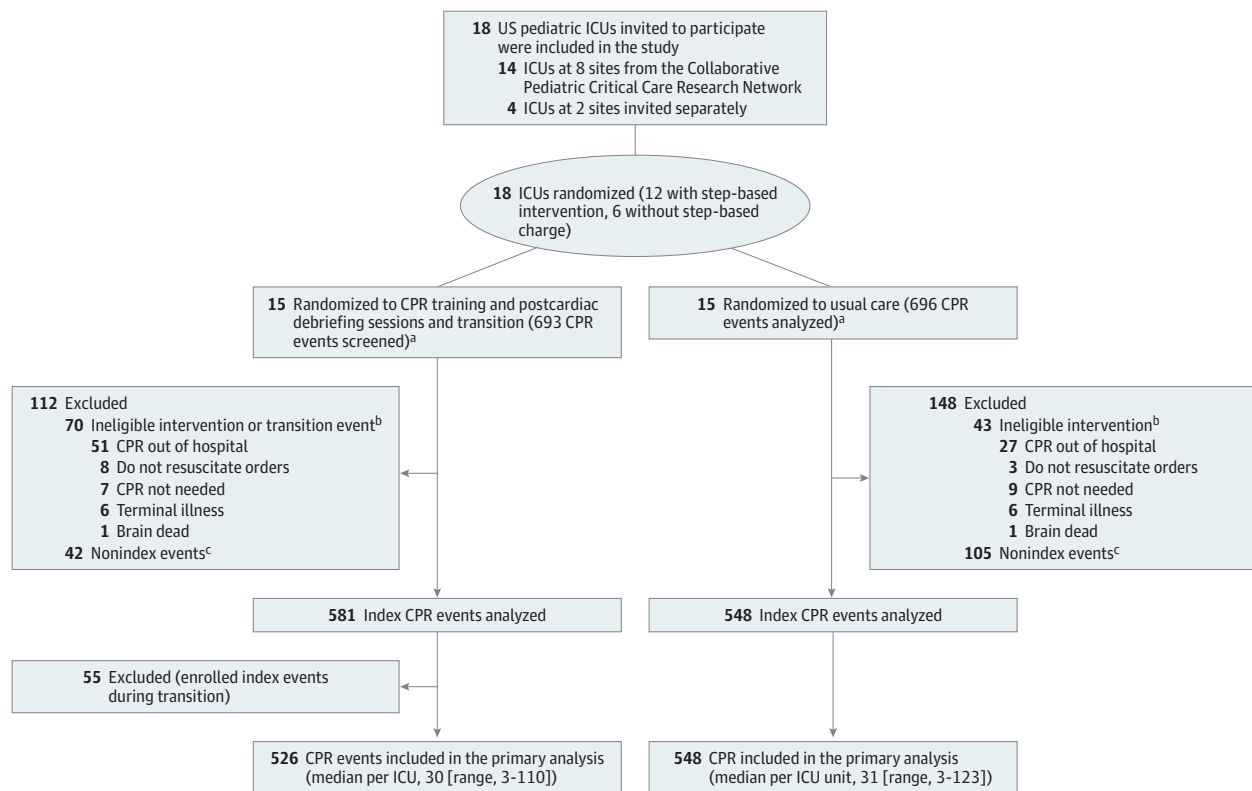 18 US pediatric ICUs invited to participate
were included in the study
14 ICUs at 8 sites from the Collaborative
Pediatric Critical Care Research Network
4 ICUs at 2 sites invited separately
18 ICUs randomized (12 with step-based
intervention, 6 without step-based
charge)
15 Randomized to CPR training and postcardiac
debriefing sessions and transition (693 CPR
events screened)a
15 Randomized to usual care (696 CPR
events analyzed)a
112 Excluded
70 Ineligible intervention or transition eventb
51 CPR out of hospital
8 Do not resuscitate orders
7 CPR not needed
6 Terminal illness
1 Brain dead
42 Nonindex eventsc
148 Excluded
43 Ineligible interventionb
27 CPR out of hospital
3 Do not resuscitate orders
9 CPR not needed
6 Terminal illness
1 Brain dead
105 Nonindex eventsc
581 Index CPR events analyzed
548 Index CPR events analyzed
55 Excluded (enrolled index events
during transition)
526 CPR events included in the primary analysis
(median per ICU, 30 [range, 3-110])
548 CPR included in the primary analysis
(median per ICU unit, 31 [range, 3-123])